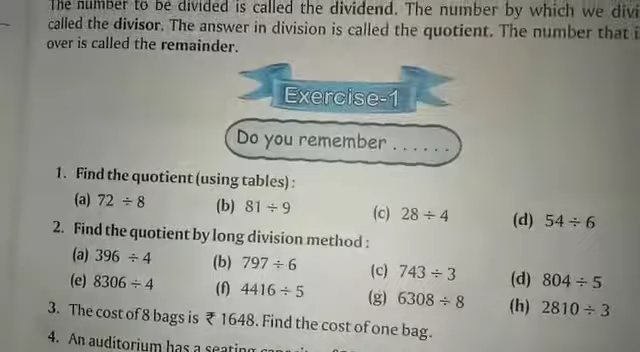 The number to be divided is called the dividend. The number by which we
called the divisor. The answer in division is called the quotient. The number that
over is called the remainder.
Exercise-1
Do you remember ......
1. Find the quotient (using tables) :
(a) 72 ÷ 8 (b) 81 ÷ 9 (c) 28 ÷ 4 (d) 54 ÷ 6
2. Find the quotient by long division method :
(a) 396 ÷ 4 (b) 797 ÷ 6 (c) 743 ÷ 3 (d) 804 ÷ 5
(e) 8306 ÷ 4 (f) 4416 ÷ 5 (g) 6308 ÷ 8 (h) 2810 ÷ 3
3. The cost of 8 bags is ₹ 1648. Find the cost of one bag.
4. An auditorium has a seating